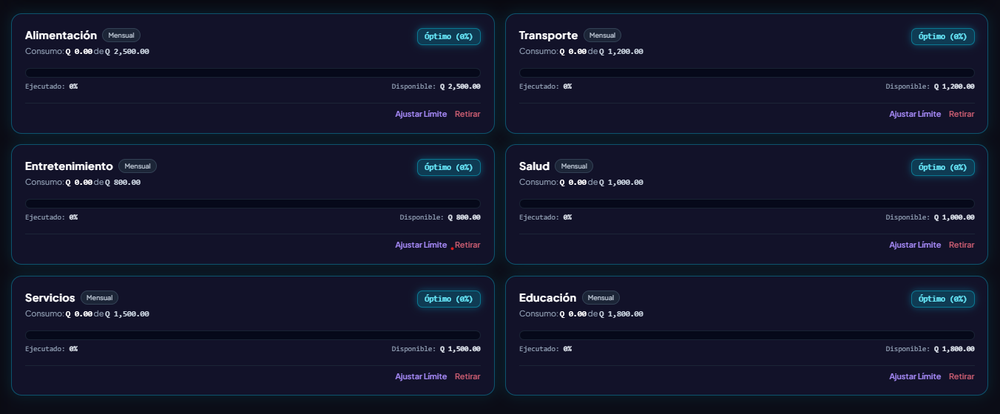 Alimentación Mensual Óptimo (0%)
Consumo: Q 0.00 de Q 2,500.00
Ejecutado: 0% Disponible: Q 2,500.00
Ajustar Límite Retirar
Transporte Mensual Óptimo (0%)
Consumo: Q 0.00 de Q 1,200.00
Ejecutado: 0% Disponible: Q 1,200.00
Ajustar Límite Retirar
Entretenimiento Mensual Óptimo (0%)
Consumo: Q 0.00 de Q 800.00
Ejecutado: 0% Disponible: Q 800.00
Ajustar Límite Retirar
Salud Mensual Óptimo (0%)
Consumo: Q 0.00 de Q 1,000.00
Ejecutado: 0% Disponible: Q 1,000.00
Ajustar Límite Retirar
Servicios Mensual Óptimo (0%)
Consumo: Q 0.00 de Q 1,500.00
Ejecutado: 0% Disponible: Q 1,500.00
Ajustar Límite Retirar
Educación Mensual Óptimo (0%)
Consumo: Q 0.00 de Q 1,800.00
Ejecutado: 0% Disponible: Q 1,800.00
Ajustar Límite Retirar